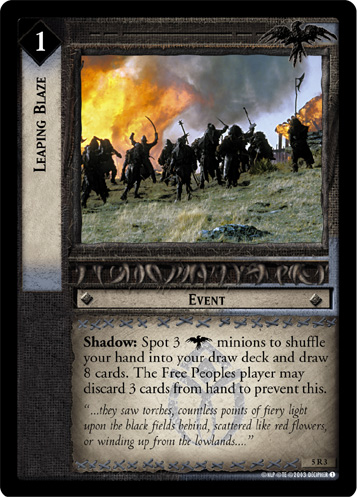 1
LEAPING BLAZE
EVENT
Shadow: Spot 3 minions to shuffle
your hand into your draw deck and draw
8 cards. The Free Peoples player may
discard 3 cards from hand to prevent this.
“...they saw torches, countless points of fiery light
upon the black fields behind, scattered like red flowers,
or winding up...from the lowlands....”
5 R 3